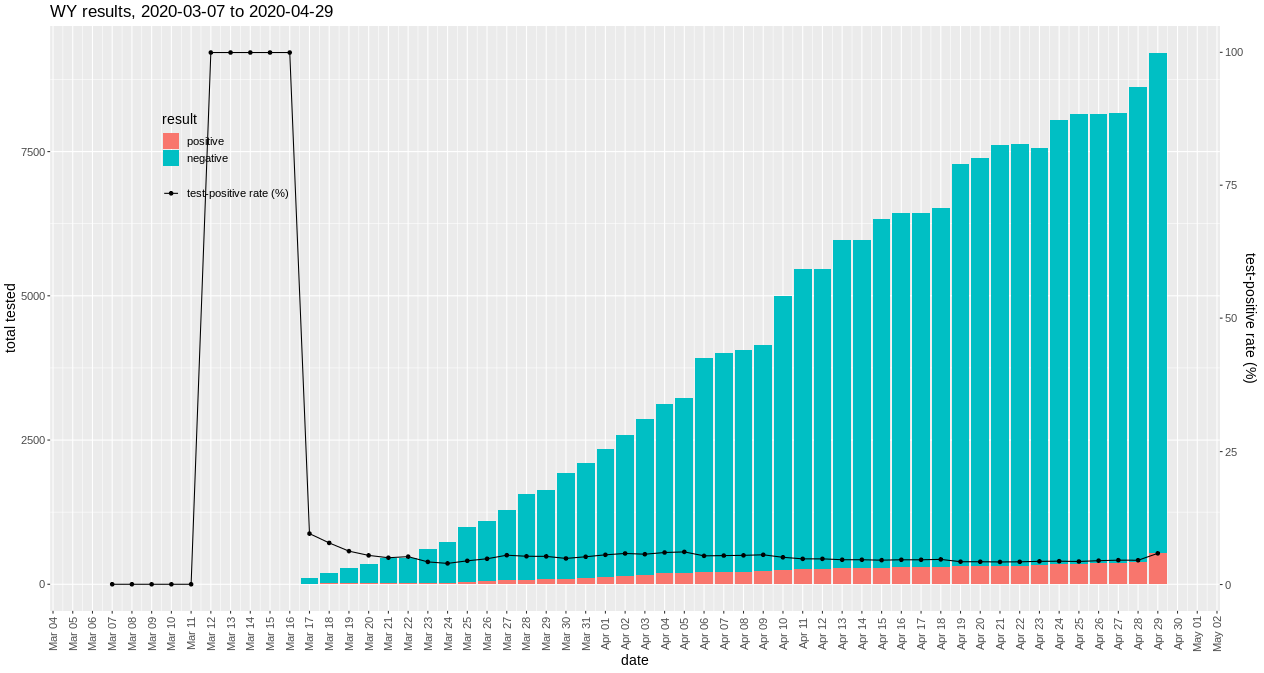 WY results, 2020-03-07 to 2020-04-29
result
positive
negative
test-positive rate (%)
total tested
7500
5000
2500
0
100
75
50
25
0
test-positive rate (%)
Mar 04
Mar 05
Mar 06
Mar 07
Mar 08
Mar 09
Mar 10
Mar 11
Mar 12
Mar 13
Mar 14
Mar 15
Mar 16
Mar 17
Mar 18
Mar 19
Mar 20
Mar 21
Mar 22
Mar 23
Mar 24
Mar 25
Mar 26
Mar 27
Mar 28
Mar 29
Mar 30
Mar 31
Apr 01
Apr 02
Apr 03
Apr 04
Apr 05
Apr 06
Apr 07
Apr 08
Apr 09
Apr 10
Apr 11
Apr 12
Apr 13
Apr 14
Apr 15
Apr 16
Apr 17
Apr 18
Apr 19
Apr 20
Apr 21
Apr 22
Apr 23
Apr 24
Apr 25
Apr 26
Apr 27
Apr 28
Apr 29
Apr 30
May 01
May 02
date